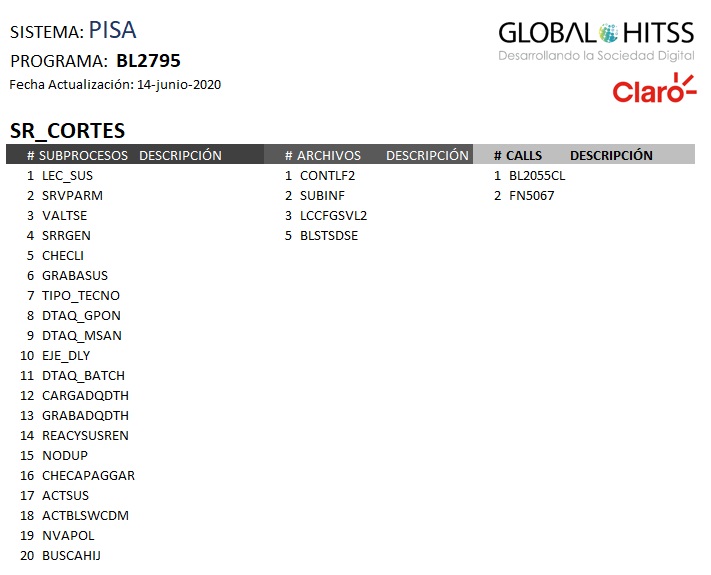 SISTEMA: PISA
PROGRAMA: BL2795
Fecha Actualización: 14-junio-2020
GLOBAL HITSS
Desarrollando la Sociedad Digital
Claro
SR_CORTES
# SUBPROCESOS DESCRIPCIÓN # ARCHIVOS DESCRIPCIÓN # CALLS DESCRIPCIÓN
1 LEC_SUS 1 CONTLF2 1 BL2055CL
2 SRVPARM 2 SUBINF 2 FN5067
3 VALTSE 3 LCCFGSVL2
4 SRRGEN 5 BLSTSDSE
5 CHECLI
6 GRABASUS
7 TIPO_TECNO
8 DTAQ_GPON
9 DTAQ_MSAN
10 EJE_DLY
11 DTAQ_BATCH
12 CARGADQDTH
13 GRABADQDTH
14 REACYSUSREN
15 NODUP
16 CHECAPAGGAR
17 ACTSUS
18 ACTBLSWCDM
19 NVAPOL
20 BUSCAHIJ